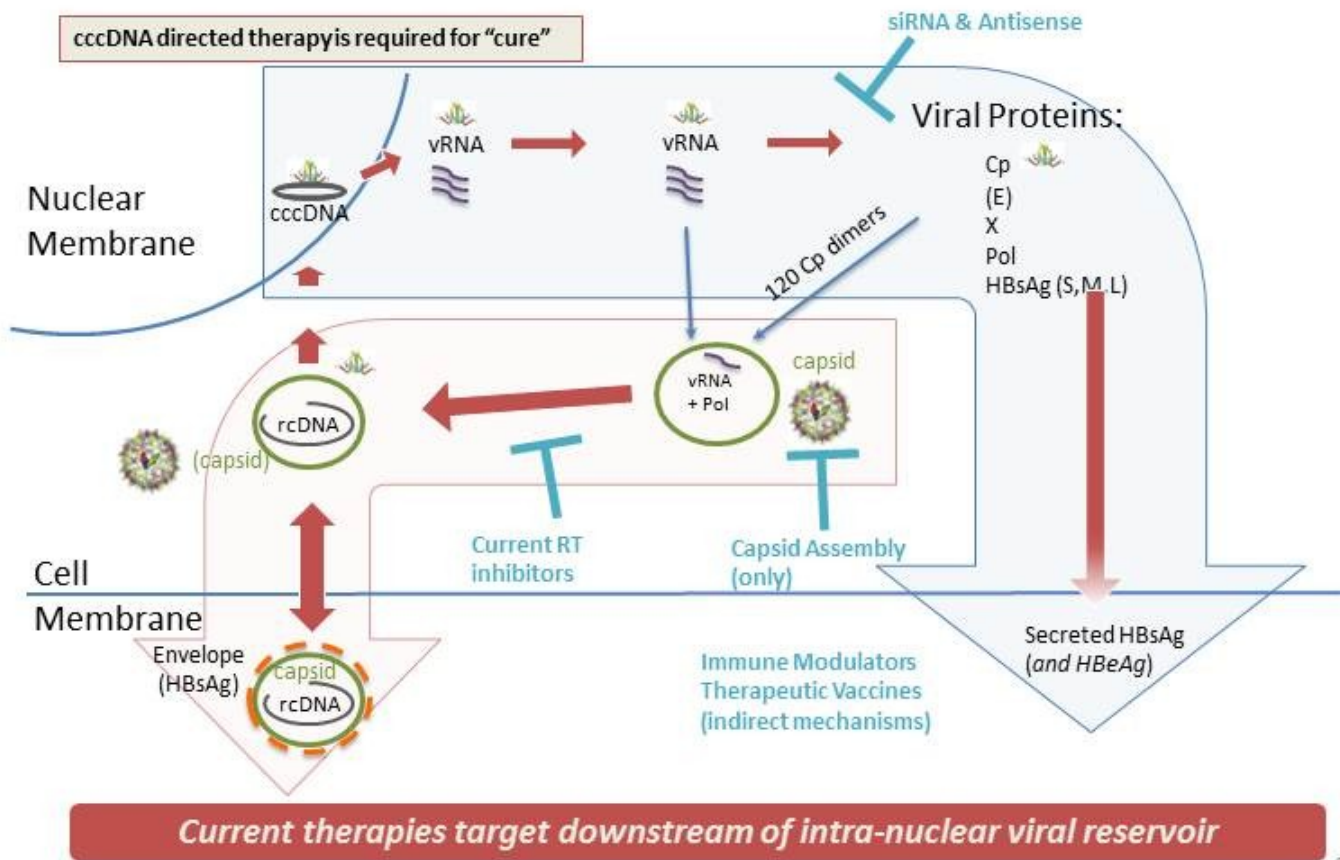 cccDNA directed therapyis required for “cure”
siRNA & Antisense
Viral Proteins:
Cp
(E)
X
Pol
HBsAg (S,M.L)
vRNA
vRNA
cccDNA
Nuclear
Membrane
120 Cp dimers
vRNA
+ Pol
capsid
rcDNA
(capsid)
Current RT
inhibitors
Capsid Assembly
(only)
Cell
Membrane
Envelope
(HBsAg)
capsid
rcDNA
Immune Modulators
Therapeutic Vaccines
(indirect mechanisms)
Secreted HBsAg
(and HBeAg)
Current therapies target downstream of intra-nuclear viral reservoir